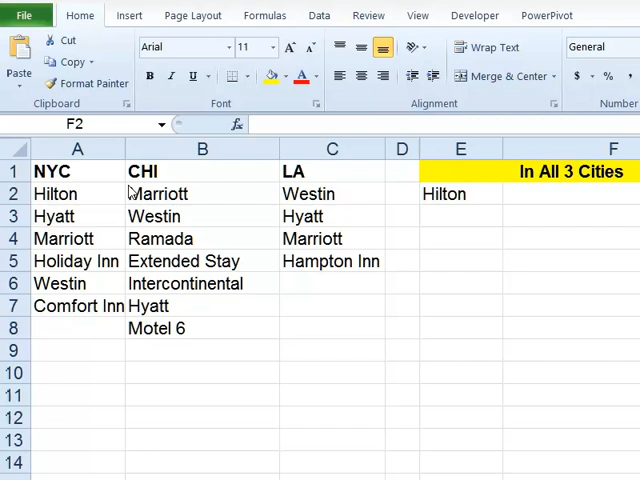 File Home Insert Page Layout Formulas Data Review View Developer PowerPivot
Cut
Copy
Format Painter
Paste
Clipboard
Arial 11 A A
B I U A
Font
Wrap Text
Merge & Center
Alignment
General
$ % ,
Number
F2 fx
A B C D E F
1 NYC CHI LA In All 3 Cities
2 Hilton Marriott Westin Hilton
3 Hyatt Westin Hyatt
4 Marriott Ramada Marriott
5 Holiday Inn Extended Stay Hampton Inn
6 Westin Intercontinental
7 Comfort Inn Hyatt
8 Motel 6
9
10
11
12
13
14